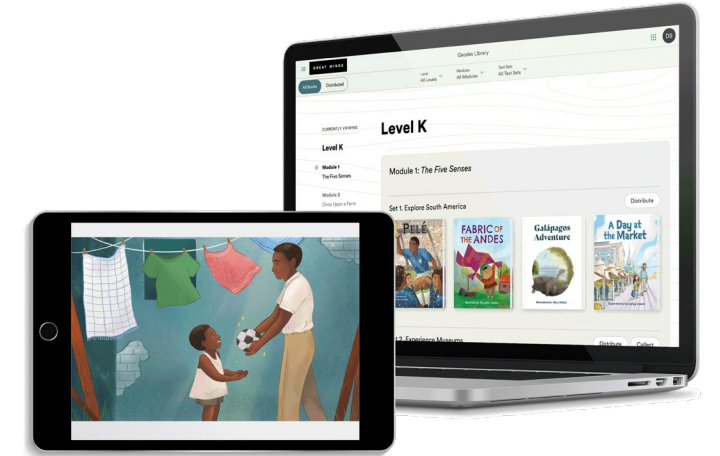 GREAT MINDS
Geodes Library
DS
All Books Distributed
Level
All Levels
Modules
All Modules
Text Sets
All Text Sets
CURRENTLY VIEWING
Level K
Module 1
The Five Senses
Module 2
Once Upon a Farm
Level K
Module 1: The Five Senses
Set 1. Explore South America
Distribute
PELÉ
FABRIC OF
THE ANDES
Galápagos
Adventure
A Day at
the Market
Set 2. Experience Museums
Distribute
Collect